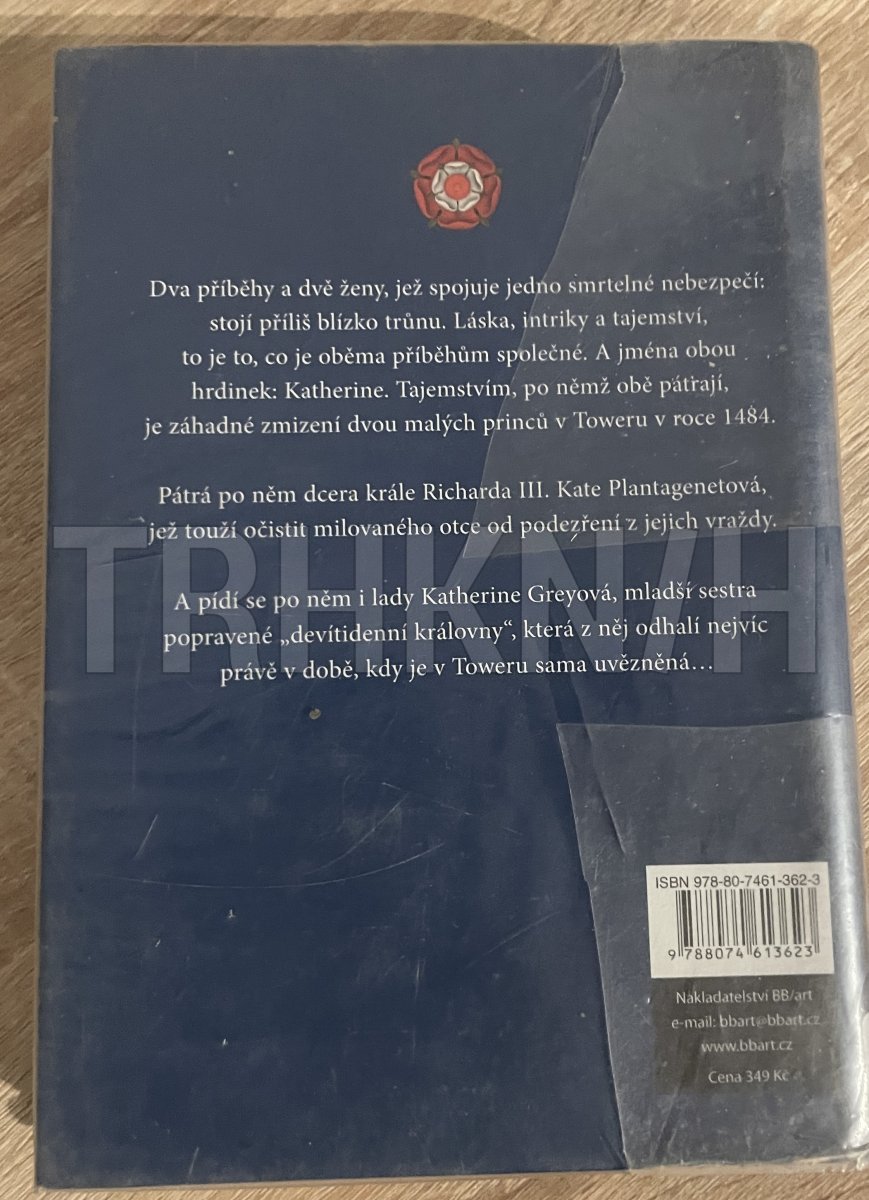 Dva příběhy a dvě ženy, jež spojuje jedno smrtelné nebezpečí:
stojí příliš blízko trůnu. Láska, intriky a tajemství,
to je to, co je oběma příběhům společné. A jména obou
hrdinek: Katherine. Tajemstvím, po němž obě pátrají,
je záhadné zmizení dvou malých princů v Toweru v roce 1484.
Pátrá po něm dcera krále Richarda III. Kate Plantagenetová,
jež touží očistit milovaného otce od podezření z jejich vraždy.
TRHKNIH
A pídí se po něm i lady Katherine Greyová, mladší sestra
popravené „devítidenní královny“, která z něj odhalí nejvíc
právě v době, kdy je v Toweru sama uvězněná…
ISBN 978-80-7461-362-3
9 788074 613623
Nakladatelství BB/art
e-mail: bbart@bbart.cz
www.bbart.cz
Cena 349 Kč